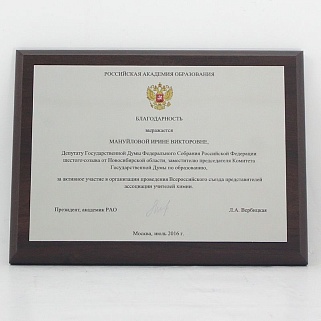 РОССИЙСКАЯ АКАДЕМИЯ ОБРАЗОВАНИЯ
БЛАГОДАРНОСТЬ
выражается
МАНУЙЛОВОЙ ИРИНЕ ВИКТОРОВНЕ,
Депутату Государственной Думы Федерального Собрания Российской Федерации
шестого созыва от Новосибирской области, заместителю председателя Комитета
Государственной Думы по образованию,
за активное участие в организации проведения Всероссийского съезда представителей
ассоциации учителей химии.
Президент, академик РАО Л.А. Вербицкая
Москва, июль 2016 г.